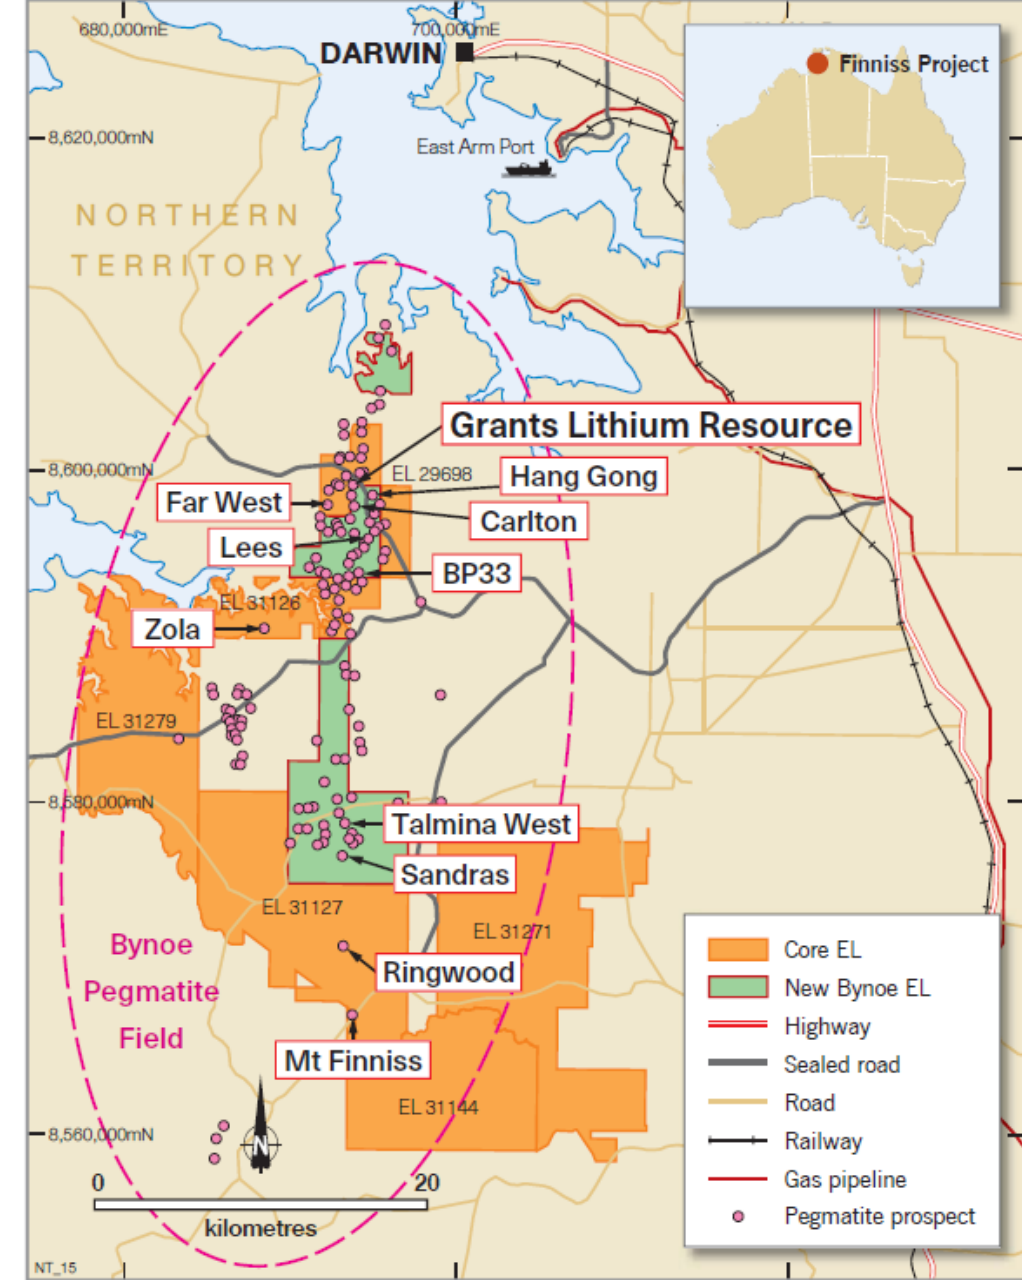 680,000mE
700,000mE
DARWIN
Finniss Project
8,620,000mN
East Arm Port
NORTHERN
TERRITORY
Grants Lithium Resource
8,600,000mN
EL 29698
Hang Gong
Far West
Carlton
Lees
BP33
EL 31126
Zola
EL 31279
8,580,000mN
Talmina West
Sandras
EL 31127
EL 31271
Bynoe
Pegmatite
Field
Ringwood
Mt Finniss
EL 31144
8,560,000mN
N
0 20
kilometres
NT_15
Core EL
New Bynoe EL
Highway
Sealed road
Road
Railway
Gas pipeline
Pegmatite prospect